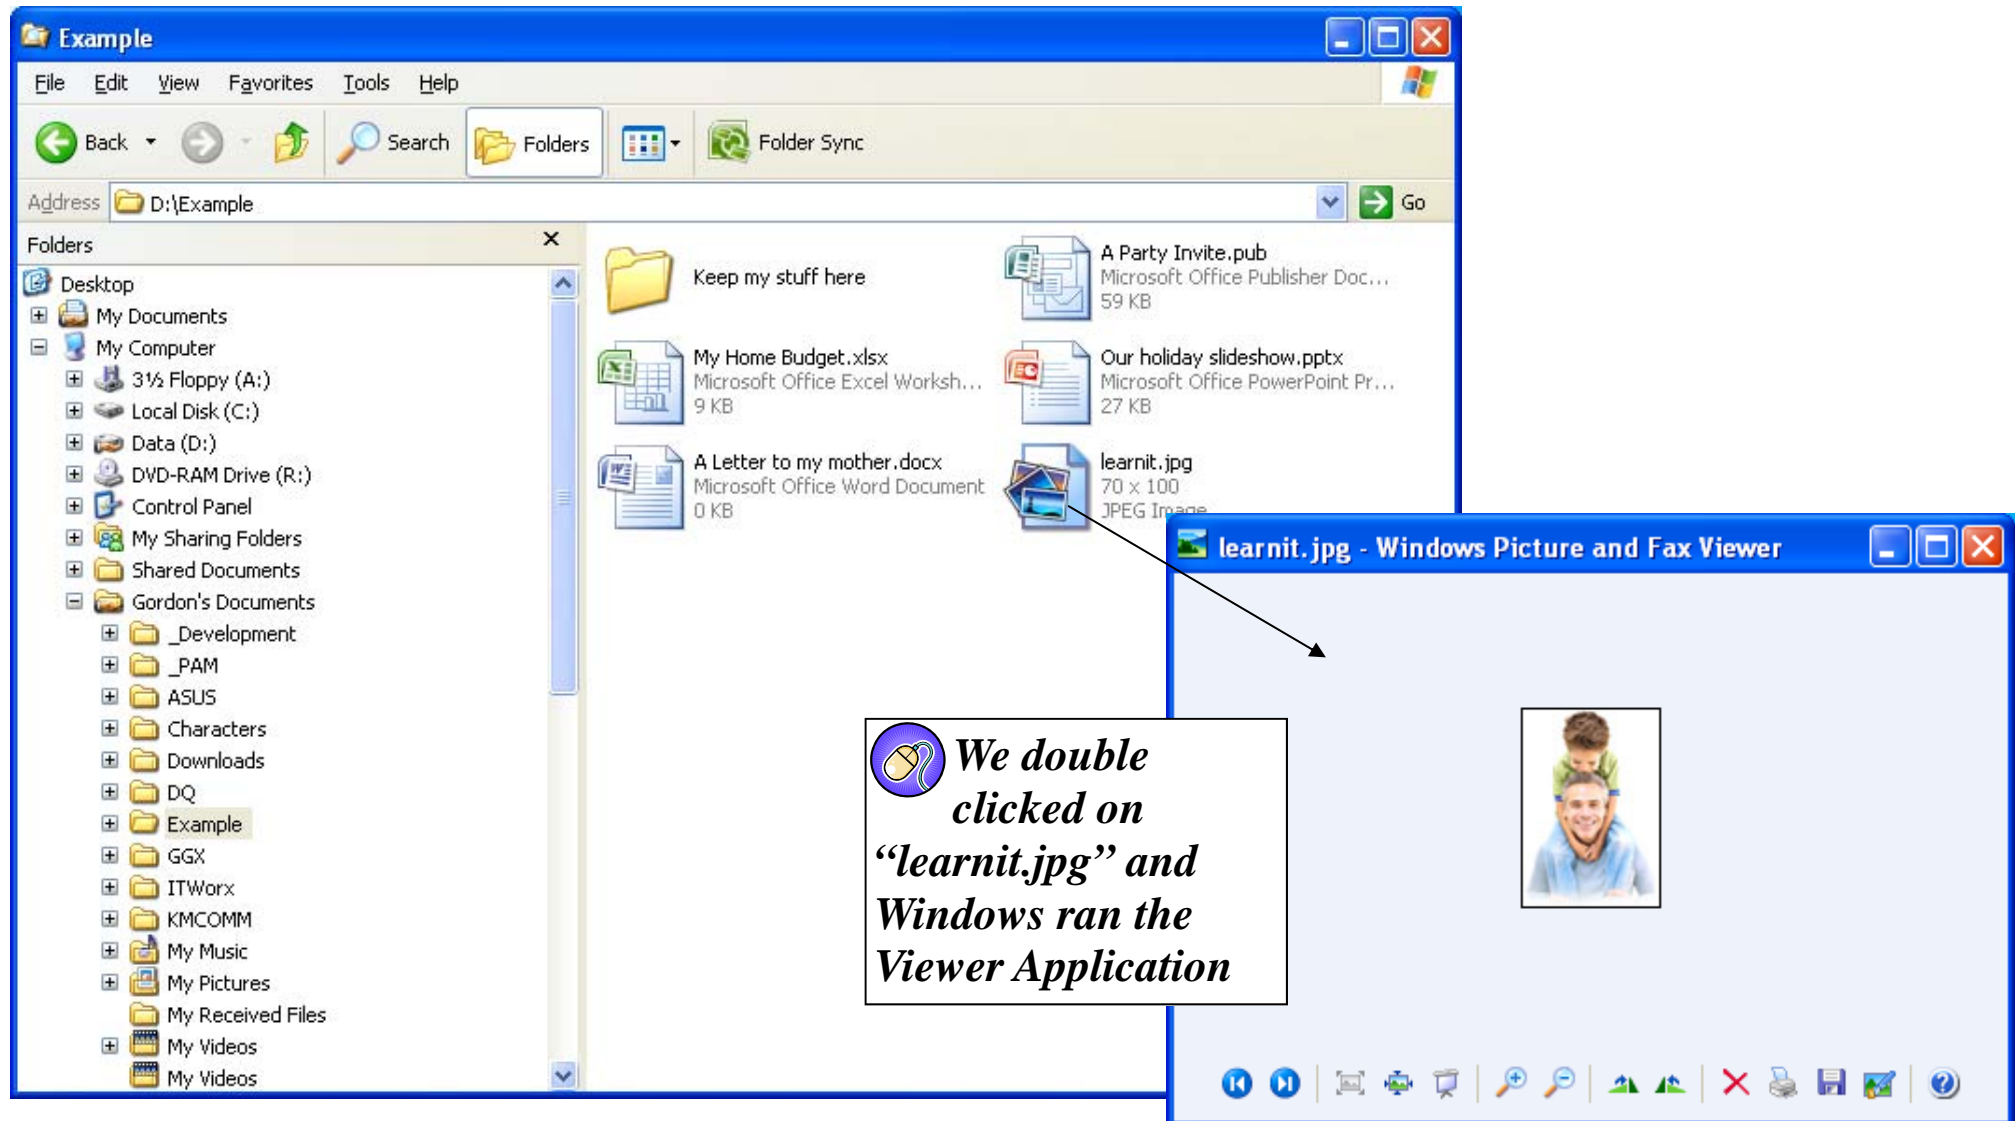 Example
File Edit View Favorites Tools Help
Back Search Folders Folder Sync
Address D:\Example Go
Folders
Desktop
My Documents
My Computer
3½ Floppy (A:)
Local Disk (C:)
Data (D:)
DVD-RAM Drive (R:)
Control Panel
My Sharing Folders
Shared Documents
Gordon's Documents
_Development
_PAM
ASUS
Characters
Downloads
DQ
Example
GGX
ITWorx
KMCOMM
My Music
My Pictures
My Received Files
My Videos
My Videos
Keep my stuff here
A Party Invite.pub
Microsoft Office Publisher Doc...
59 KB
My Home Budget.xlsx
Microsoft Office Excel Worksh...
9 KB
Our holiday slideshow.pptx
Microsoft Office PowerPoint Pr...
27 KB
A Letter to my mother.docx
Microsoft Office Word Document
0 KB
learnit.jpg
70 x 100
JPEG Image
learnit.jpg - Windows Picture and Fax Viewer
We double
clicked on
“learnit.jpg” and
Windows ran the
Viewer Application